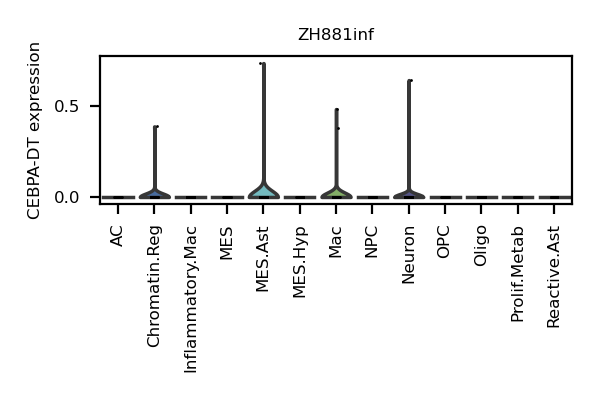 ZH881inf
CEBPA-DT expression
0.5
0.0
AC
Chromatin.Reg
Inflammatory.Mac
MES
MES.Ast
MES.Hyp
Mac
NPC
Neuron
OPC
Oligo
Prolif.Metab
Reactive.Ast